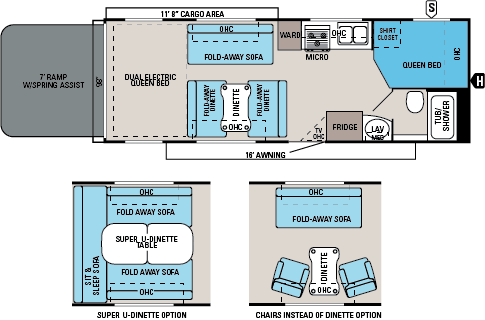 11' 8" CARGO AREA
S
OHC
WARD
SHIRT
CLOSET
OHC
FOLD-AWAY SOFA
MICRO
QUEEN BED
7' RAMP
W/SPRING ASSIST
96"
DUAL ELECTRIC
QUEEN BED
H
FOLD-AWAY
DINETTE
DINETTE
FOLD-AWAY
DINETTE
OHC
TV
OHC
FRIDGE
LAV
MED
TUB/
SHOWER
16' AWNING
OHC
FOLD AWAY SOFA
SUPER U-DINETTE
TABLE
SIT &
SLEEP SOFA
FOLD AWAY SOFA
OHC
SUPER U-DINETTE OPTION
OHC
FOLD-AWAY SOFA
DINETTE
OHC
CHAIRS INSTEAD OF DINETTE OPTION